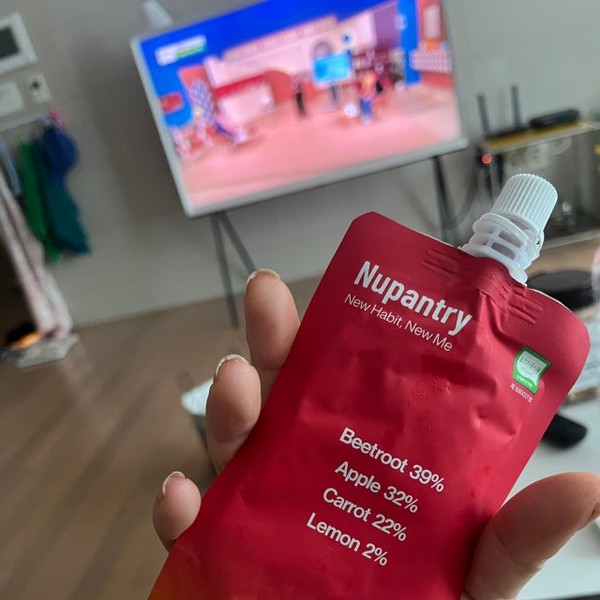 Nupantry
New Habit, New Me
Beetroot 39%
Apple 32%
Carrot 22%
Lemon 2%